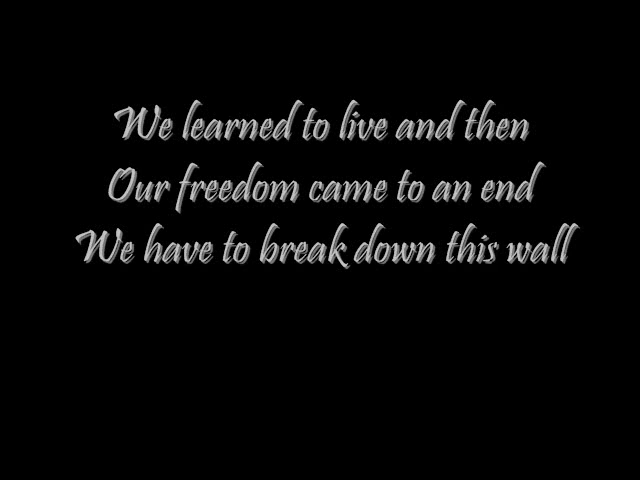 We learned to live and then
Our freedom came to an end
We have to break down this wall